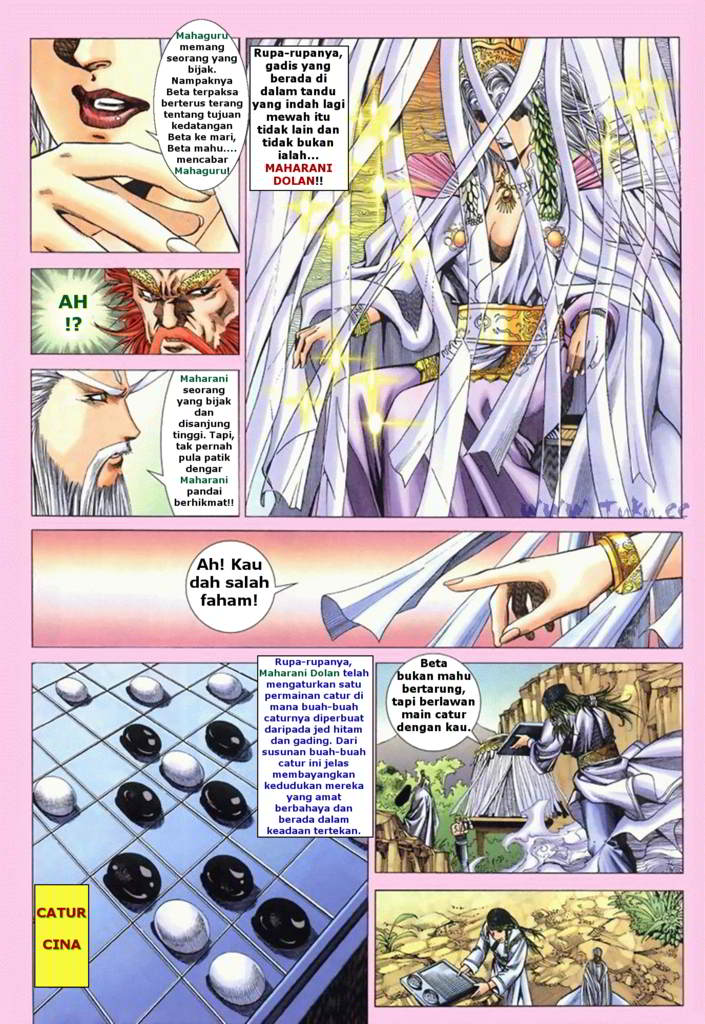 Mahaguru
memang
seorang yang
bijak.
Nampaknya
Beta terpaksa
berterus terang
tentang tujuan
kedatangan
Beta ke mari,
Beta mahu....
mencabar
Mahaguru!
Rupa-rupanya,
gadis yang
berada di
dalam tandu
yang indah lagi
mewah itu
tidak lain dan
tidak bukan
ialah...
MAHARANI
DOLAN!!
AH
!?
Maharani
seorang
yang bijak
dan
disanjung
tinggi. Tapi,
tak pernah
pula patik
dengar
Maharani
pandai
berhikmat!!
www.Tuku.cc
Ah! Kau
dah salah
faham!
Rupa-rupanya,
Maharani Dolan telah
mengaturkan satu
permainan catur di
mana buah-buah
caturnya diperbuat
daripada jed hitam
dan gading. Dari
susunan buah-buah
catur ini jelas
membayangkan
kedudukan mereka
yang amat
berbahaya dan
berada dalam
keadaan tertekan.
Beta
bukan mahu
bertarung,
tapi berlawan
main catur
dengan kau.
CATUR
CINA